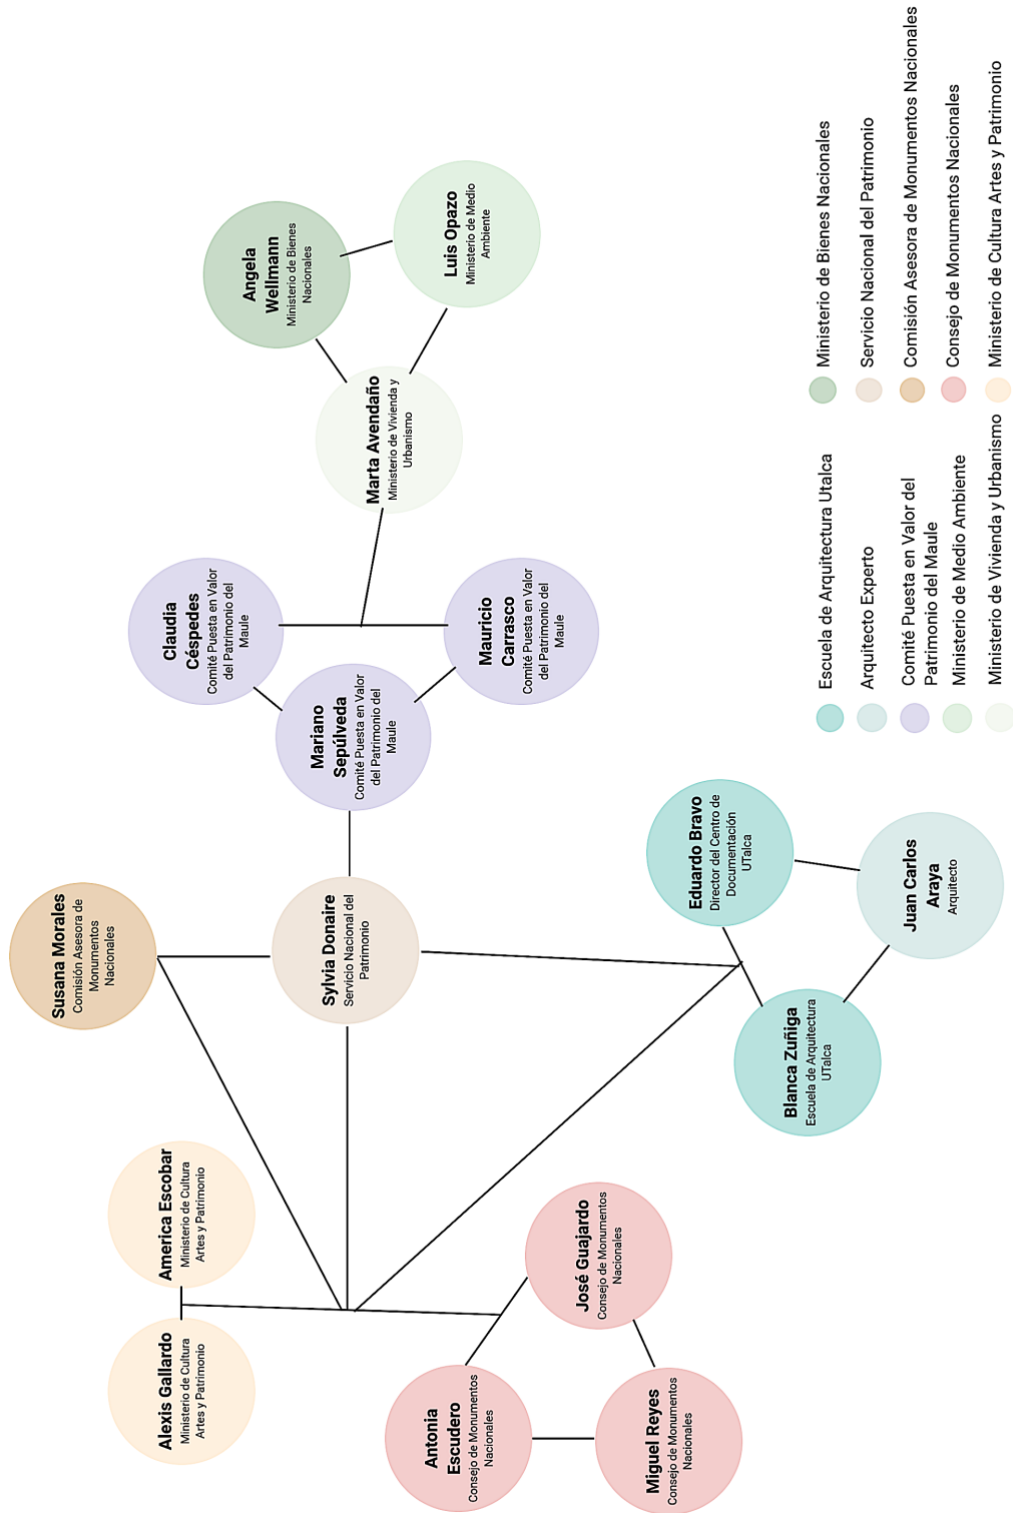 Alexis Gallardo
Ministerio de Cultura
Artes y Patrimonio
America Escobar
Ministerio de Cultura
Artes y Patrimonio
Susana Morales
Comisión Asesora de
Monumentos
Nacionales
Antonia
Escudero
Consejo de Monumentos
Nacionales
Miguel Reyes
Consejo de Monumentos
Nacionales
José Guajardo
Consejo de Monumentos
Nacionales
Sylvia Donaire
Servicio Nacional del
Patrimonio
Blanca Zuñiga
Escuela de Arquitectura
UTalca
Eduardo Bravo
Director del Centro de
Documentación
UTalca
Juan Carlos
Araya
Arquitecto
Mariano
Sepúlveda
Comité Puesta en Valor
del Patrimonio del
Maule
Claudia
Céspedes
Comité Puesta en Valor
del Patrimonio del
Maule
Mauricio
Carrasco
Comité Puesta en Valor
del Patrimonio del
Maule
Marta Avendaño
Ministerio de Vivienda y
Urbanismo
Angela
Wellmann
Ministerio de Bienes
Nacionales
Luis Opazo
Ministerio de Medio
Ambiente
Escuela de Arquitectura Utalca
Arquitecto Experto
Comité Puesta en Valor del
Patrimonio del Maule
Ministerio de Medio Ambiente
Ministerio de Vivienda y Urbanismo
Ministerio de Bienes Nacionales
Servicio Nacional del Patrimonio
Comisión Asesora de Monumentos Nacionales
Consejo de Monumentos Nacionales
Ministerio de Cultura Artes y Patrimonio